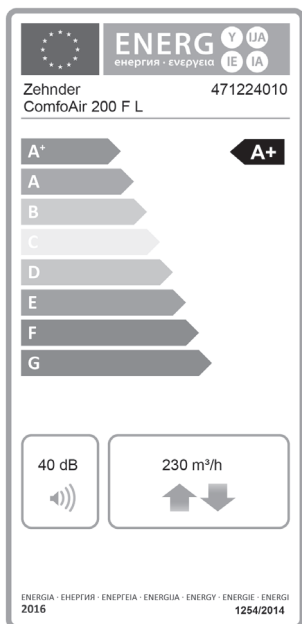 ENERG Y IJA
енергия · ενεργεια IE IA
Zehnder 471224010
ComfoAir 200 F L
A+ A+
A
B
C
D
E
F
G
40 dB 230 m³/h
ENERGIA · ЕНЕРГИЯ · ΕΝΕΡΓΕΙΑ · ENERGIJA · ENERGY · ENERGIE · ENERGI
2016 1254/2014